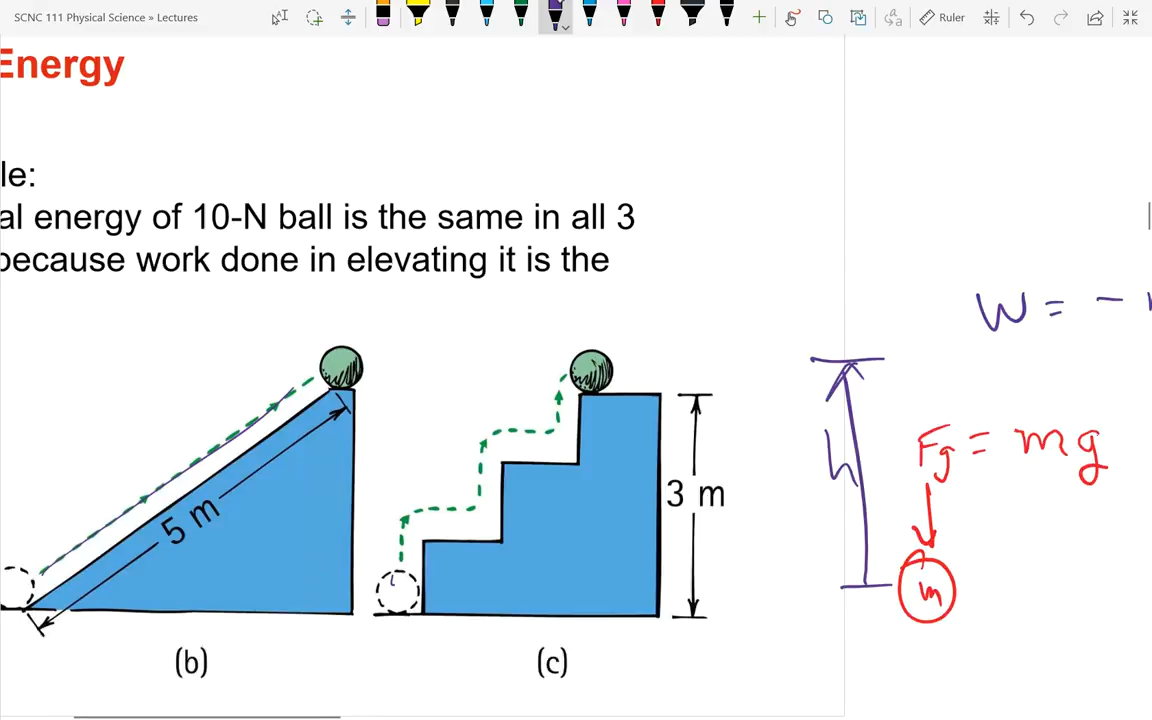 SCNC 111 Physical Science » Lectures
Ruler
Energy
le:
al energy of 10-N ball is the same in all 3
because work done in elevating it is the
W = -
h
Fg = mg
5 m
3 m
m
(b)
(c)